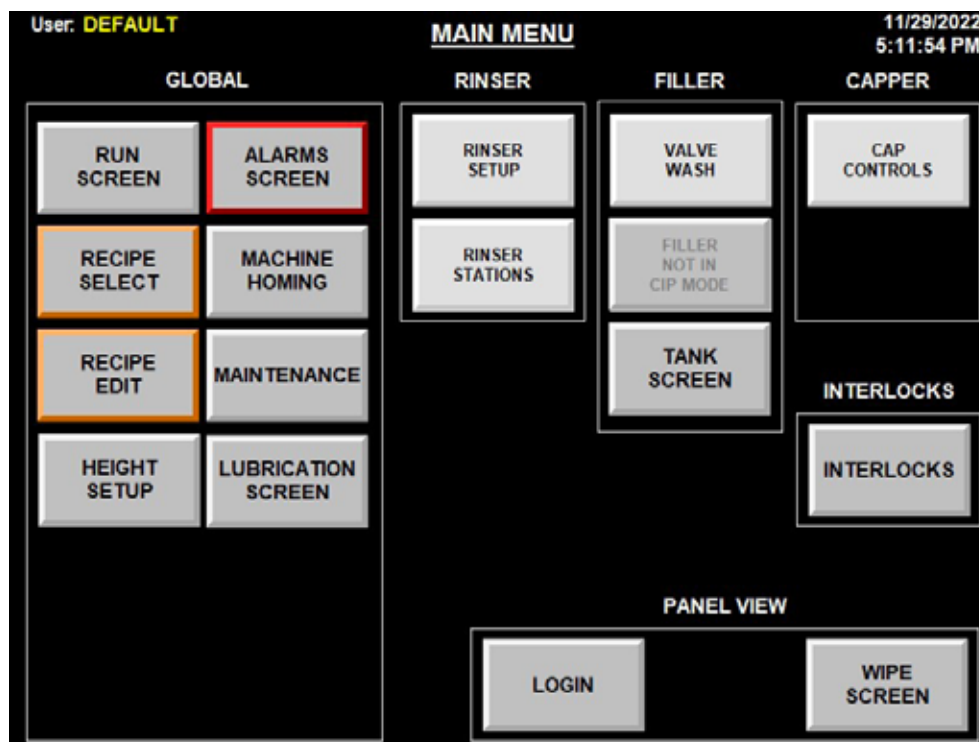 User: DEFAULT
MAIN MENU
11/29/2022
5:11:54 PM
GLOBAL
RUN
SCREEN
ALARMS
SCREEN
RECIPE
SELECT
MACHINE
HOMING
RECIPE
EDIT
MAINTENANCE
HEIGHT
SETUP
LUBRICATION
SCREEN
RINSER
RINSER
SETUP
RINSER
STATIONS
FILLER
VALVE
WASH
FILLER
NOT IN
CIP MODE
TANK
SCREEN
CAPPER
CAP
CONTROLS
INTERLOCKS
INTERLOCKS
PANEL VIEW
LOGIN
WIPE
SCREEN